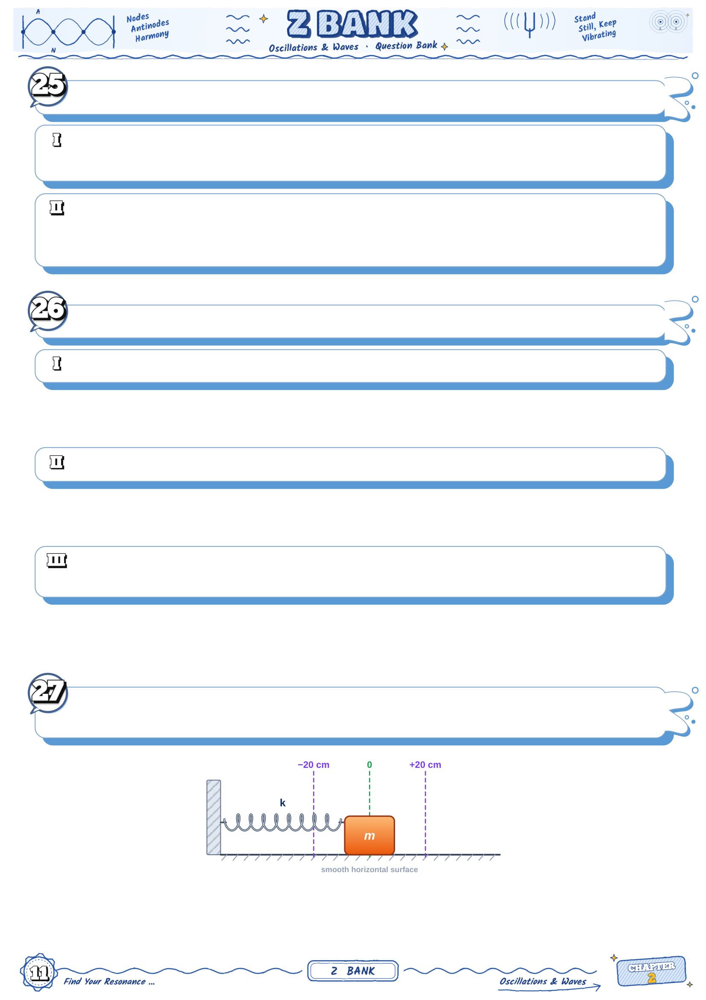 A
N
Nodes
Antinodes
Harmony
Z BANK
Oscillations & Waves · Question Bank
Stand
Still, Keep
Vibrating
25
I
II
26
I
II
III
27
−20 cm
0
+20 cm
k
m
smooth horizontal surface
11
Find Your Resonance ...
Z BANK
Oscillations & Waves
CHAPTER
2